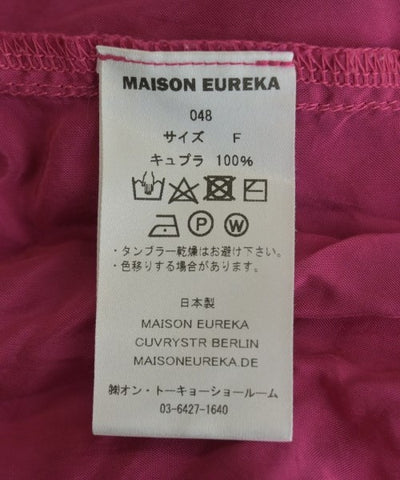 MAISON EUREKA
048
サイズ F
キュプラ 100%
P W
・タンブラー乾燥はお避け下さい。
・色移りする場合があります。
日本製
MAISON EUREKA
CUVRYSTR BERLIN
MAISONEUREKA.DE
㈱オン・トーキョーショールーム
03-6427-1640